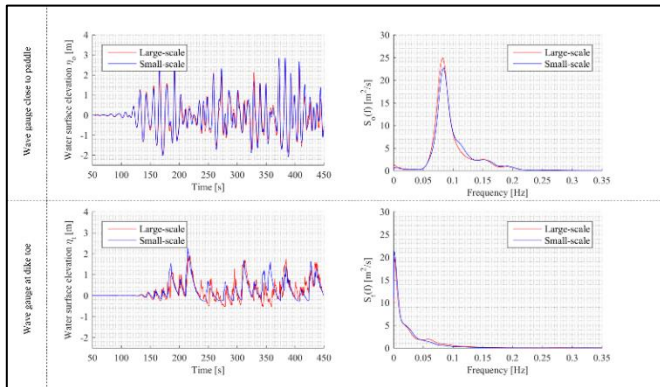 Wave gauge close to paddle
Water surface elevation ηo [m]
4
3
2
1
0
-1
-2
Large-scale
Small-scale
50 100 150 200 250 300 350 400 450
Time [s]
So(f) [m²/s]
30
25
20
15
10
5
0
Large-scale
Small-scale
0 0.05 0.1 0.15 0.2 0.25 0.3 0.35
Frequency [Hz]
Wave gauge at dike toe
Water surface elevation ηt [m]
4
3
2
1
0
-1
-2
Large-scale
Small-scale
50 100 150 200 250 300 350 400 450
Time [s]
St(f) [m²/s]
30
25
20
15
10
5
0
Large-scale
Small-scale
0 0.05 0.1 0.15 0.2 0.25 0.3 0.35
Frequency [Hz]